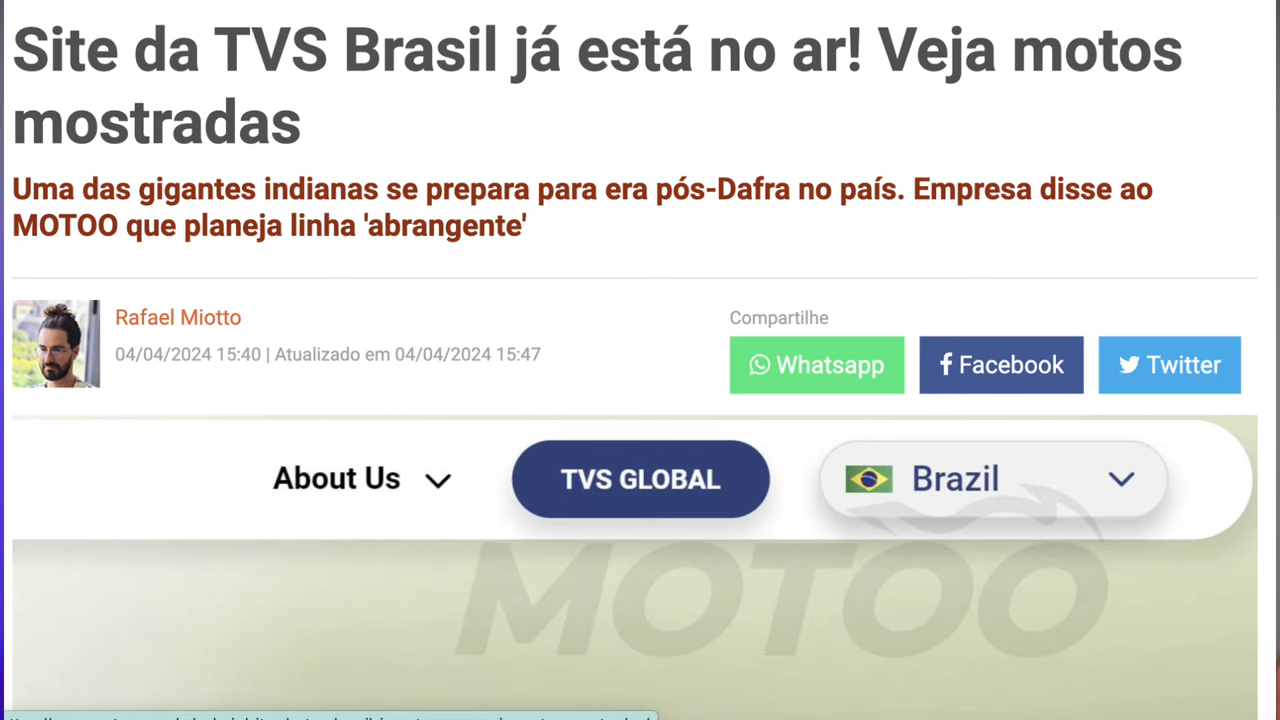 Site da TVS Brasil já está no ar! Veja motos
mostradas
Uma das gigantes indianas se prepara para era pós-Dafra no país. Empresa disse ao
MOTOO que planeja linha 'abrangente'
Rafael Miotto
04/04/2024 15:40 | Atualizado em 04/04/2024 15:47
Compartilhe
Whatsapp
Facebook
Twitter
About Us
TVS GLOBAL
Brazil
MOTOO